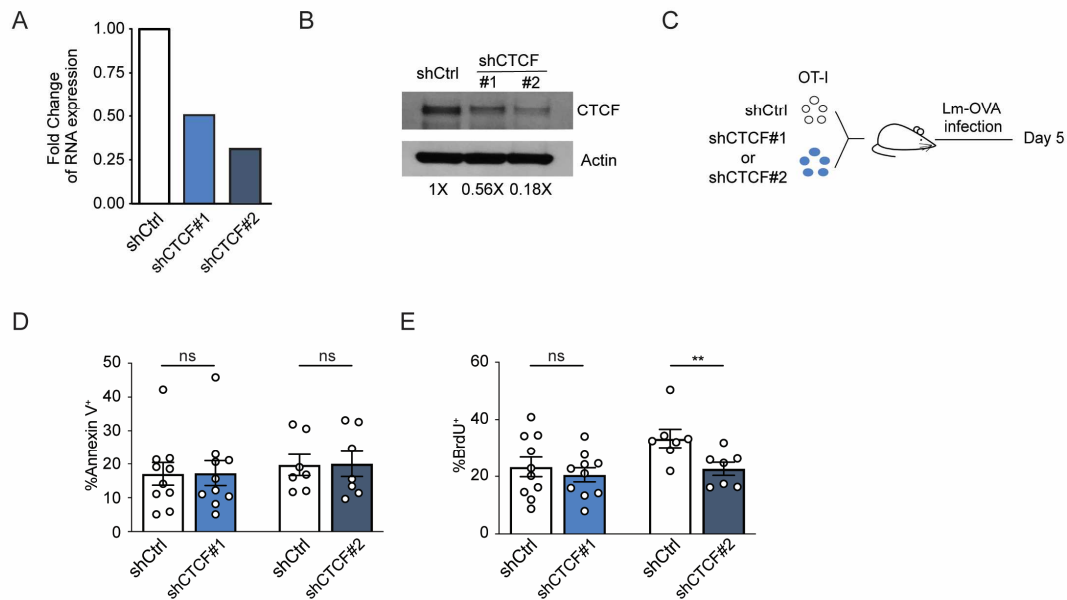 A
Fold Change
of RNA expression
1.00
0.75
0.50
0.25
0.00
shCtrl
shCTCF#1
shCTCF#2
B
shCTCF
shCtrl
#1
#2
CTCF
Actin
1X 0.56X 0.18X
C
OT-I
shCtrl
shCTCF#1
or
shCTCF#2
Lm-OVA
infection
Day 5
D
%Annexin V+
50
40
30
20
10
0
ns
ns
shCtrl
shCTCF#1
shCtrl
shCTCF#2
E
%BrdU+
60
40
20
0
ns
**
shCtrl
shCTCF#1
shCtrl
shCTCF#2